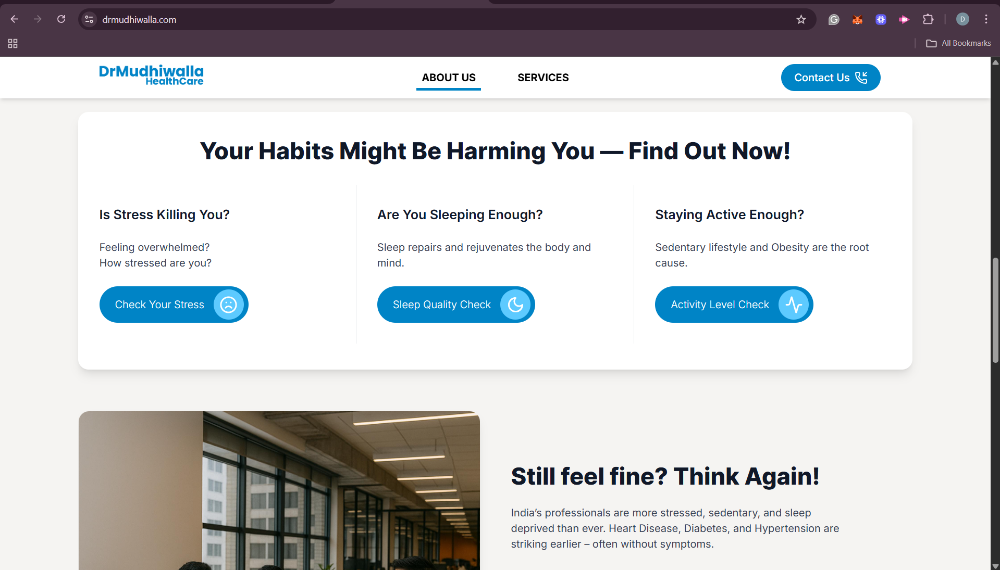 drmudhiwalla.com
D
All Bookmarks
DrMudhiwalla
HealthCare
ABOUT US
SERVICES
Contact Us
Your Habits Might Be Harming You — Find Out Now!
Is Stress Killing You?
Feeling overwhelmed?
How stressed are you?
Check Your Stress
Are You Sleeping Enough?
Sleep repairs and rejuvenates the body and
mind.
Sleep Quality Check
Staying Active Enough?
Sedentary lifestyle and Obesity are the root
cause.
Activity Level Check
Still feel fine? Think Again!
India’s professionals are more stressed, sedentary, and sleep
deprived than ever. Heart Disease, Diabetes, and Hypertension are
striking earlier – often without symptoms.